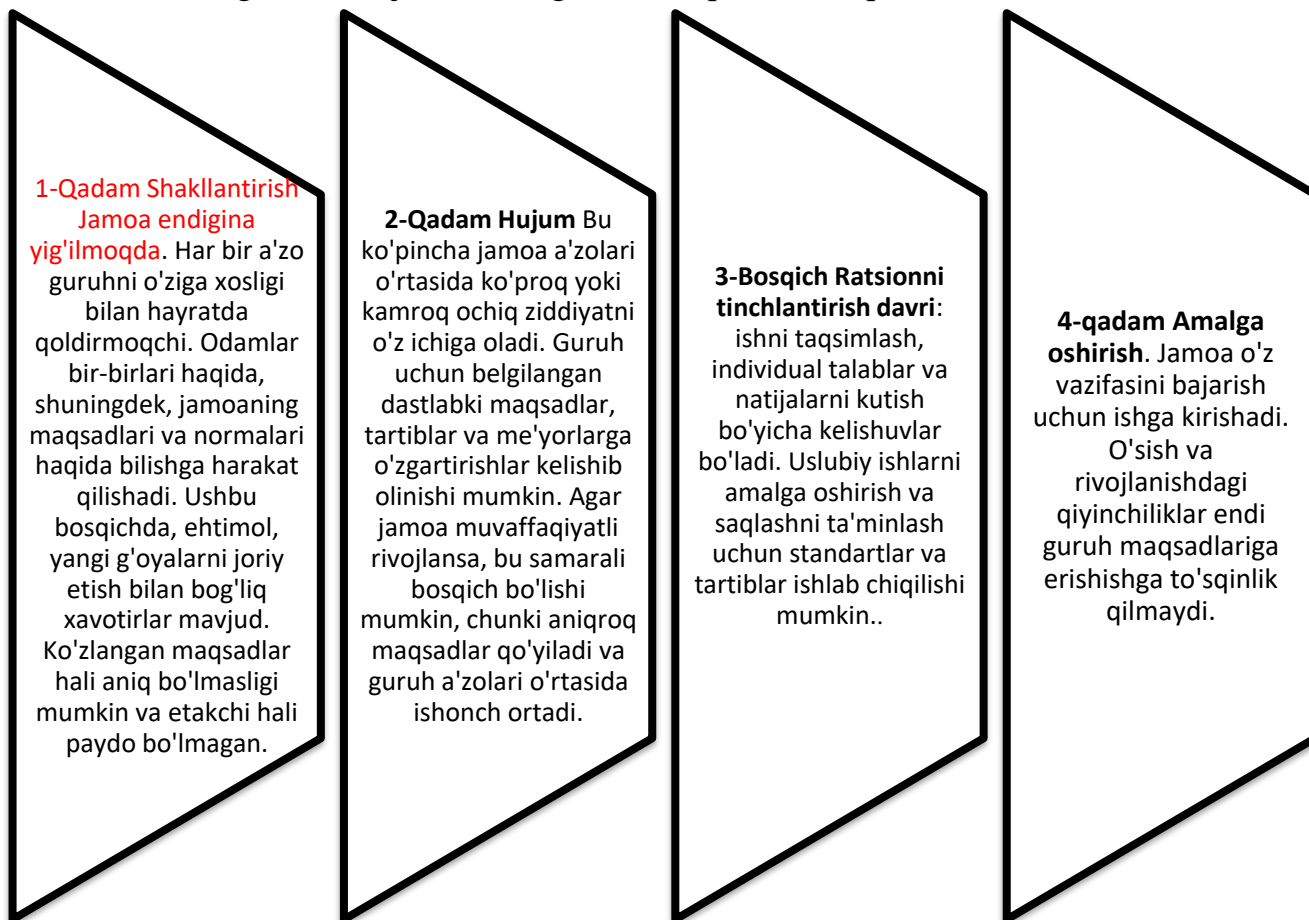 1-Qadam Shakllantirish
Jamoa endigina
yig'ilmoqda. Har bir a'zo
guruhni o'ziga xosligi
bilan hayratda
qoldirmoqchi. Odamlar
bir-birlari haqida,
shuningdek, jamoaning
maqsadlari va normalari
haqida bilishga harakat
qilishadi. Ushbu
bosqichda, ehtimol,
yangi g'oyalarni joriy
etish bilan bog'liq
xavotirlar mavjud.
Ko'zlangan maqsadlar
hali aniq bo'lmasligi
mumkin va etakchi hali
paydo bo'lmagan.
2-Qadam Hujum Bu
ko'pincha jamoa a'zolari
o'rtasida ko'proq yoki
kamroq ochiq ziddiyatni
o'z ichiga oladi. Guruh
uchun belgilangan
dastlabki maqsadlar,
tartiblar va me'yorlarga
o'zgartirishlar kelishib
olinishi mumkin. Agar
jamoa muvaffaqiyatli
rivojlansa, bu samarali
bosqich bo'lishi
mumkin, chunki aniqroq
maqsadlar qo'yiladi va
guruh a'zolari o'rtasida
ishonch ortadi.
3-Bosqich Ratsionni
tinchlantirish davri:
ishni taqsimlash,
individual talablar va
natijalarni kutish
bo'yicha kelishuvlar
bo'ladi. Uslubiy ishlarni
amalga oshirish va
saqlashni ta'minlash
uchun standartlar va
tartiblar ishlab chiqilishi
mumkin..
4-qadam Amalga
oshirish. Jamoa o'z
vazifasini bajarish
uchun ishga kirishadi.
O'sish va
rivojlanishdagi
qiyinchiliklar endi
guruh maqsadlariga
erishishga to'sqinlik
qilmaydi.